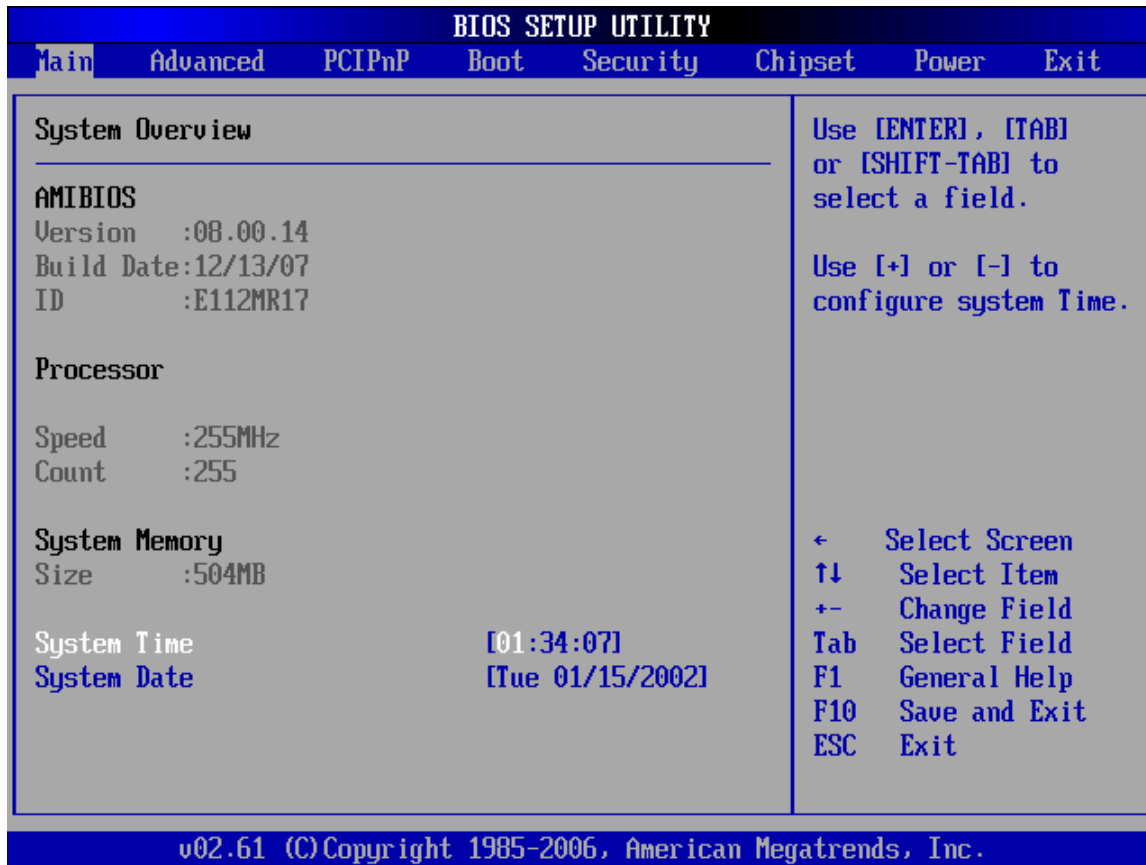 BIOS SETUP UTILITY
Main Advanced PCIPnP Boot Security Chipset Power Exit
System Overview
AMIBIOS
Version :08.00.14
Build Date:12/13/07
ID :E112MR17
Processor
Speed :255MHz
Count :255
System Memory
Size :504MB
System Time [01:34:07]
System Date [Tue 01/15/2002]
Use [ENTER], [TAB]
or [SHIFT-TAB] to
select a field.
Use [+] or [-] to
configure system Time.
← Select Screen
↑↓ Select Item
+- Change Field
Tab Select Field
F1 General Help
F10 Save and Exit
ESC Exit
v02.61 (C)Copyright 1985-2006, American Megatrends, Inc.